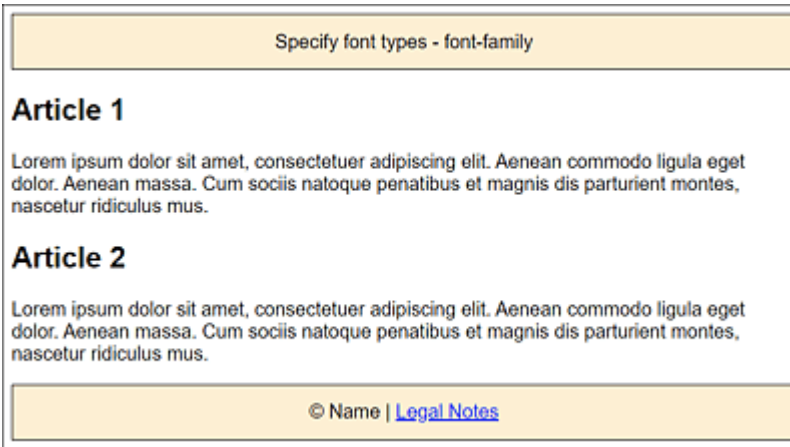 Specify font types - font-family
Article 1
Lorem ipsum dolor sit amet, consectetuer adipiscing elit. Aenean commodo ligula eget
dolor. Aenean massa. Cum sociis natoque penatibus et magnis dis parturient montes,
nascetur ridiculus mus.
Article 2
Lorem ipsum dolor sit amet, consectetuer adipiscing elit. Aenean commodo ligula eget
dolor. Aenean massa. Cum sociis natoque penatibus et magnis dis parturient montes,
nascetur ridiculus mus.
© Name | Legal Notes